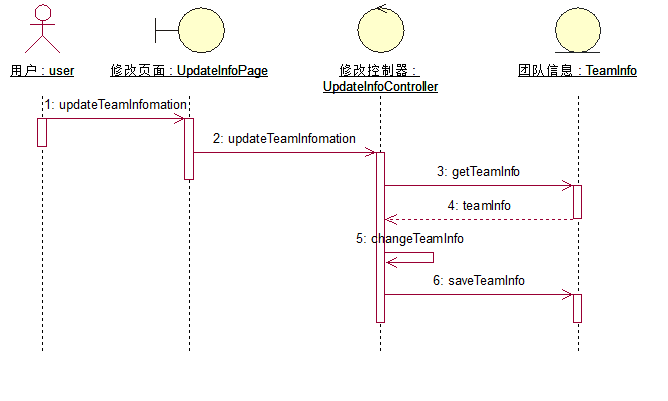 用户 : user
修改页面 : UpdateInfoPage
修改控制器 :
UpdateInfoController
团队信息 : TeamInfo
1: updateTeamInfomation
2: updateTeamInfomation
3: getTeamInfo
4: teamInfo
5: changeTeamInfo
6: saveTeamInfo